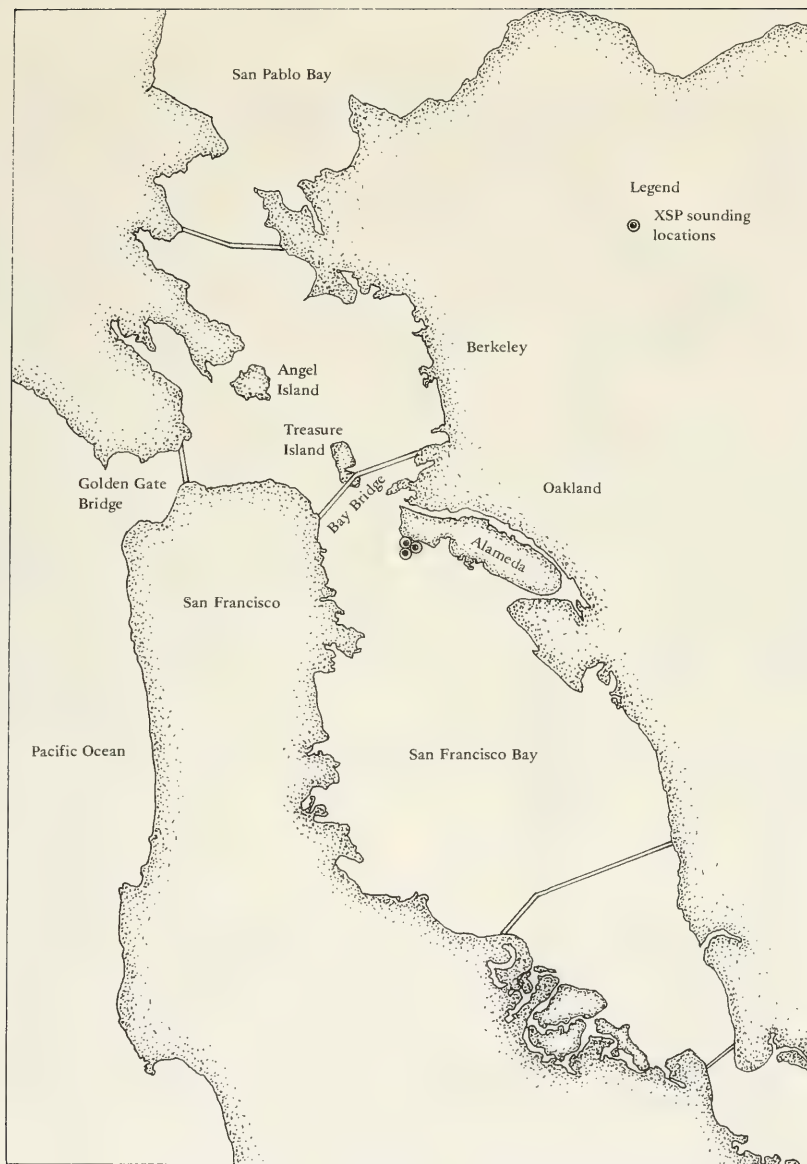 San Pablo Bay
Legend
XSP sounding
locations
Berkeley
Angel
Island
Treasure
Island
Golden Gate
Bridge
Bay Bridge
Oakland
Alameda
San Francisco
Pacific Ocean
San Francisco Bay